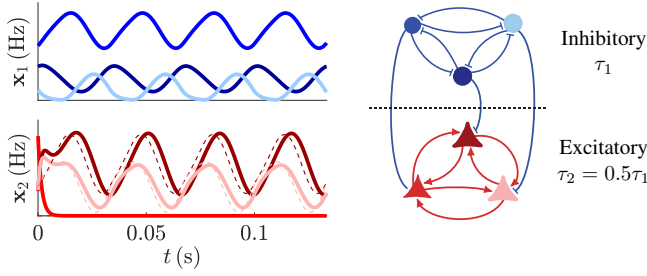 x₁ (Hz)
x₂ (Hz)
0 0.05 0.1
t (s)
Inhibitory
τ₁
Excitatory
τ₂ = 0.5τ₁